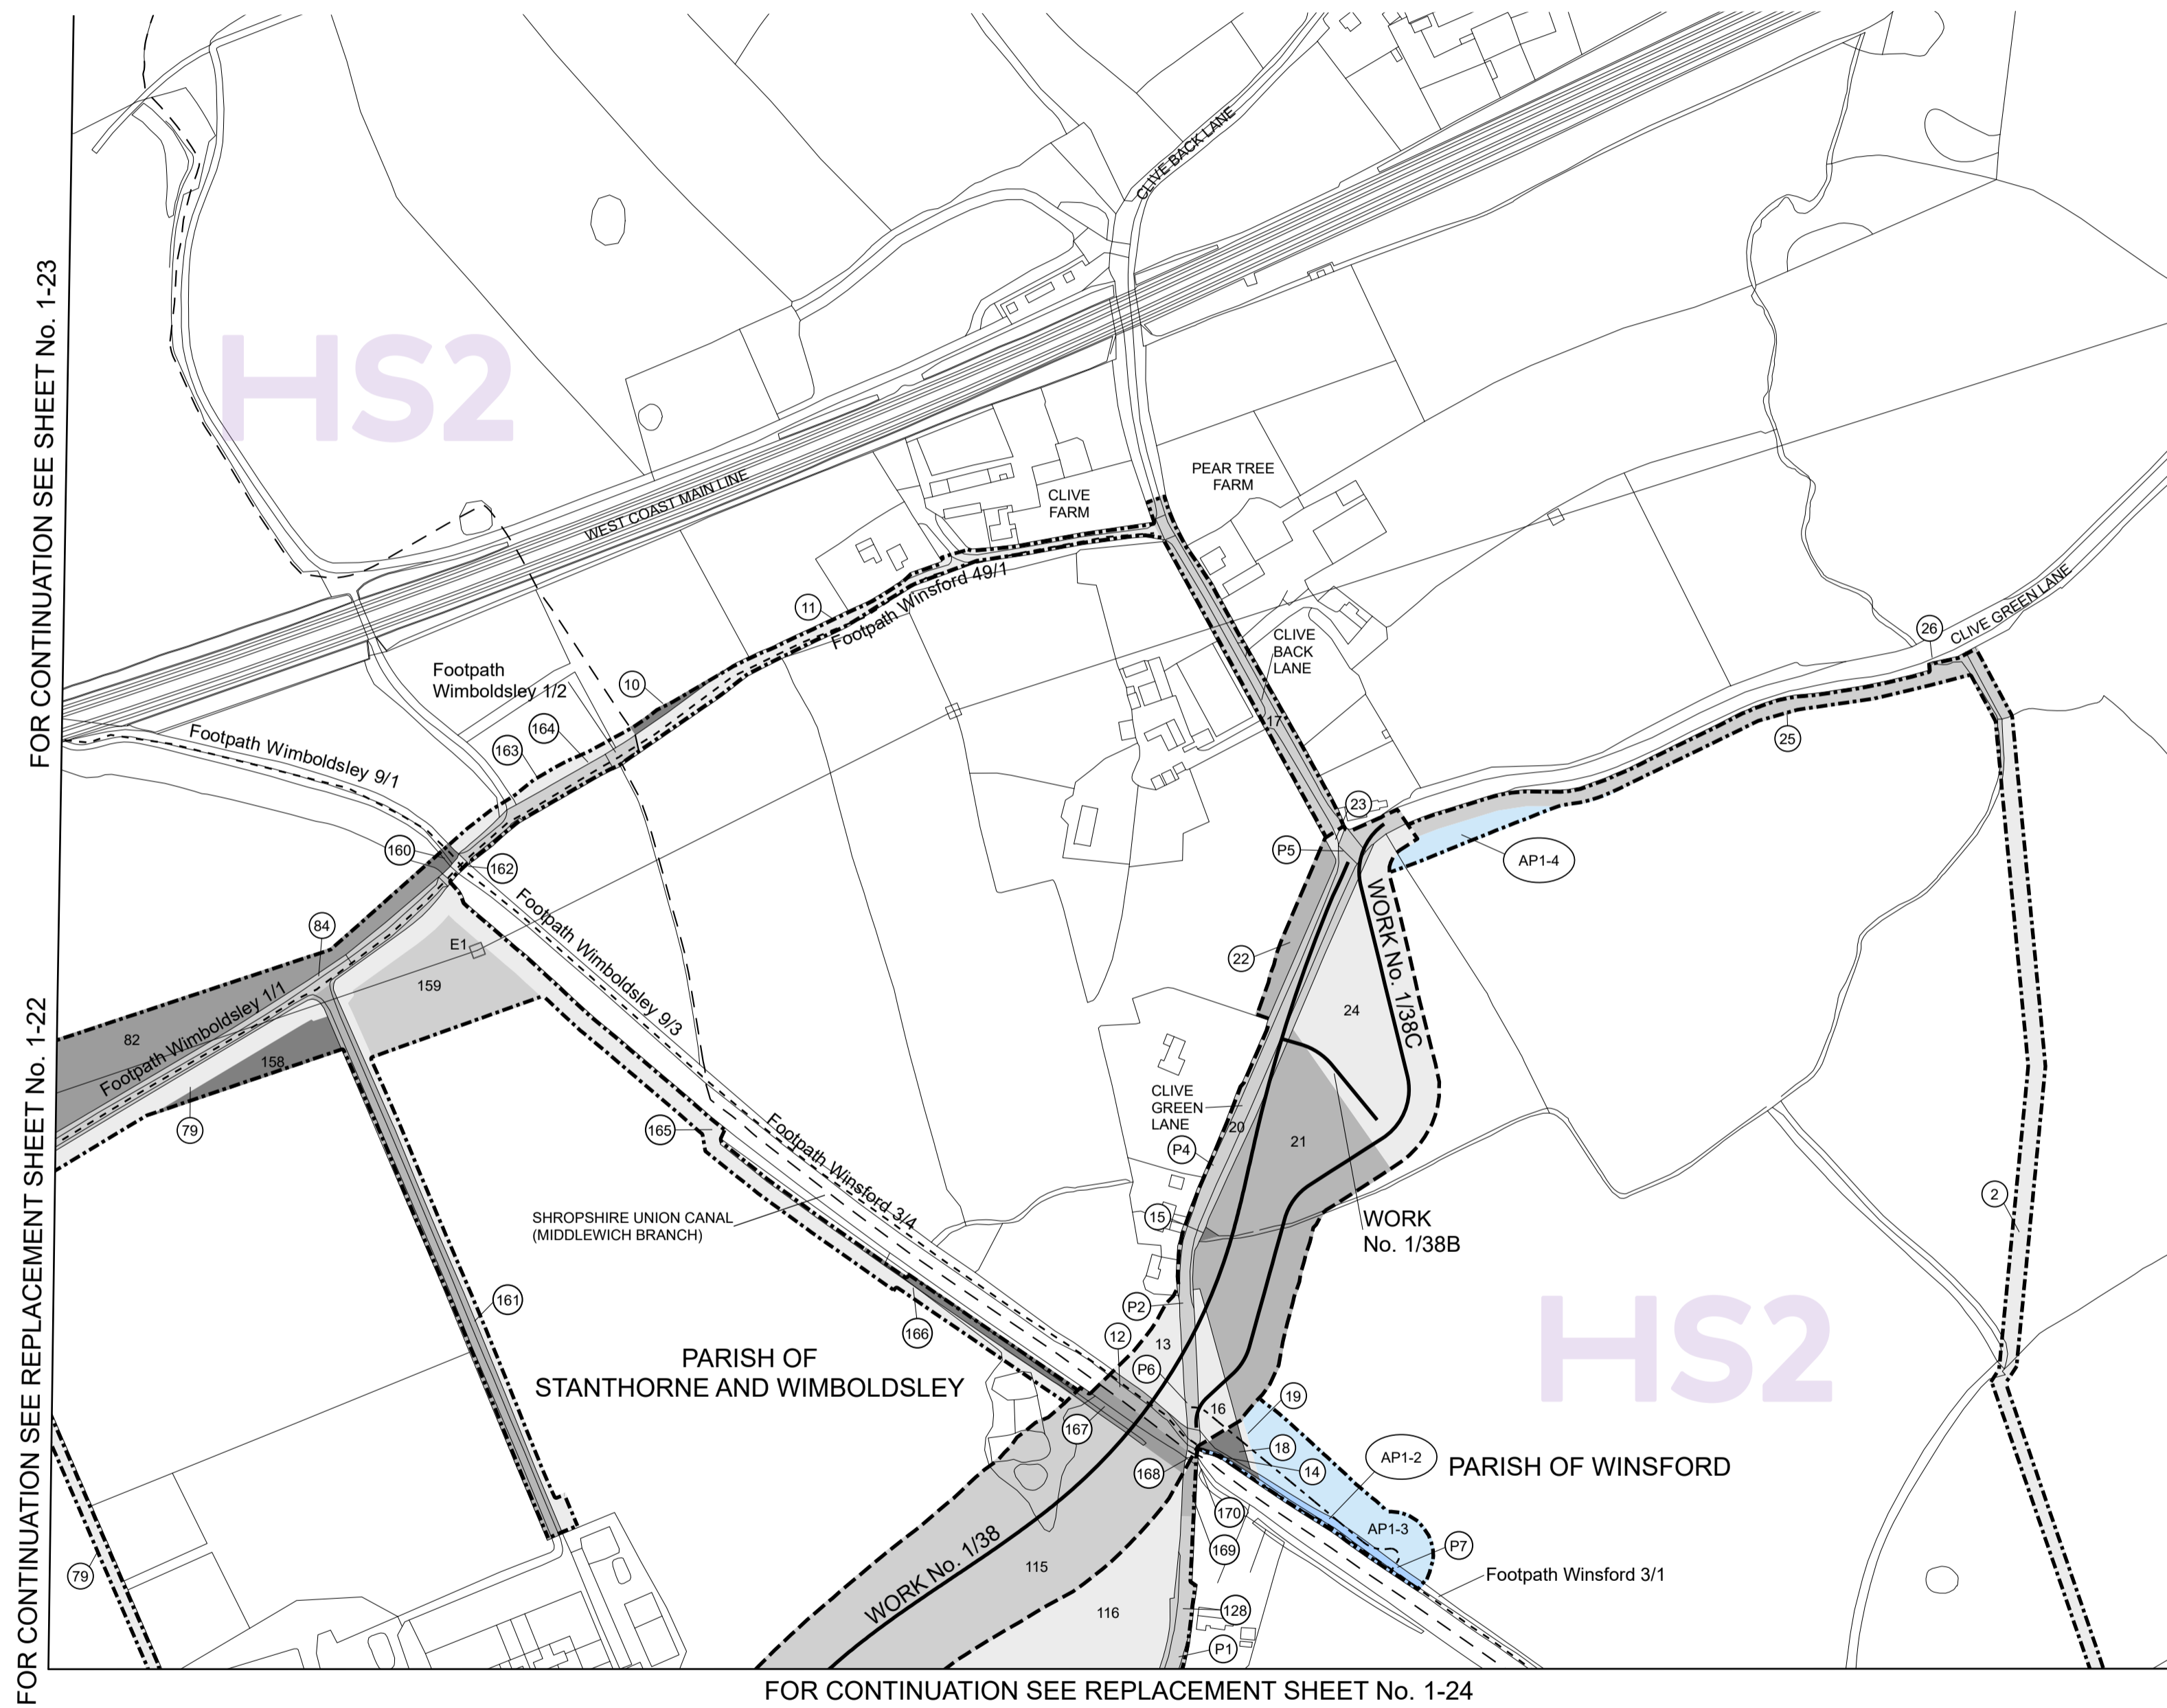 CLIVE BACK LANE
FOR CONTINUATION SEE SHEET No. 1-23
HS2
WEST COAST MAIN LINE
CLIVE
FARM
PEAR TREE
FARM
11
Footpath Winsford 49/1
CLIVE
BACK
LANE
26
CLIVE GREEN LANE
Footpath
Wimboldsley 1/2
10
17
25
164
163
Footpath Wimboldsley 9/1
160
162
23
P5
AP1-4
Footpath Wimboldsley 9/3
WORK No. 1/38C
84
E1
159
22
24
FOR CONTINUATION SEE REPLACEMENT SHEET No. 1-22
82
Footpath Wimboldsley 1/1
158
79
165
Footpath Winsford 3/4
CLIVE
GREEN
LANE
20
21
P4
2
SHROPSHIRE UNION CANAL
(MIDDLEWICH BRANCH)
15
WORK
No. 1/38B
161
166
P2
12
13
P6
HS2
PARISH OF
STANTHORNE AND WIMBOLDSLEY
167
16
19
18
14
AP1-2
PARISH OF WINSFORD
168
170
169
AP1-3
P7
Footpath Winsford 3/1
79
WORK No. 1/38
115
116
128
P1
FOR CONTINUATION SEE REPLACEMENT SHEET No. 1-24